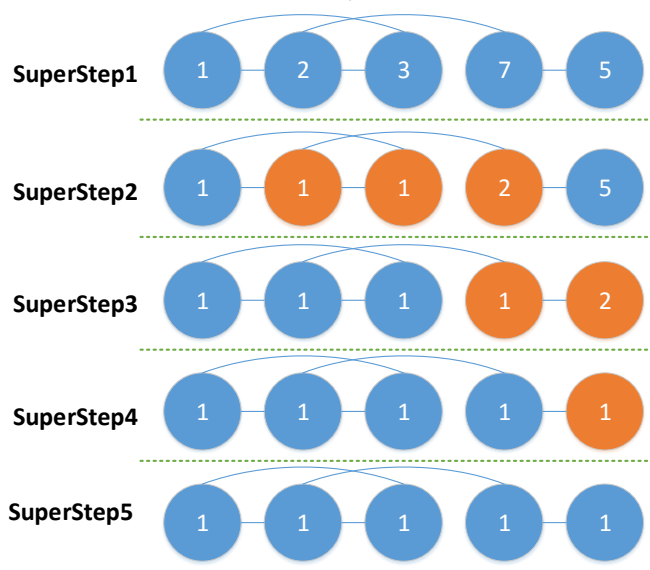 SuperStep1 1 2 3 7 5
SuperStep2 1 1 1 2 5
SuperStep3 1 1 1 1 2
SuperStep4 1 1 1 1 1
SuperStep5 1 1 1 1 1